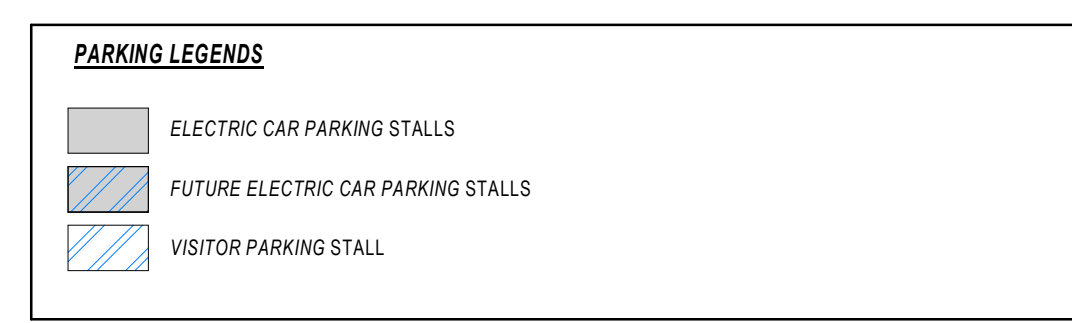 PARKING LEGENDS
ELECTRIC CAR PARKING STALLS
FUTURE ELECTRIC CAR PARKING STALLS
VISITOR PARKING STALL